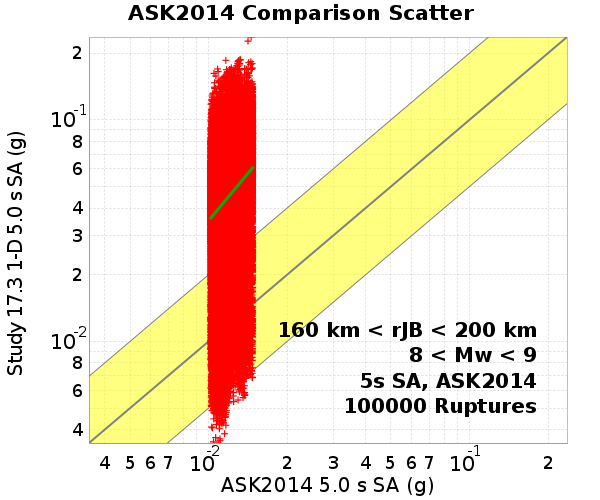 ASK2014 Comparison Scatter
Study 17.3 1-D 5.0 s SA (g)
2
10⁻¹
8
6
4
3
2
10⁻²
8
6
4
160 km < rJB < 200 km
8 < Mw < 9
5s SA, ASK2014
100000 Ruptures
4 5 6 7 10⁻² 2 3 4 5 6 7 10⁻¹ 2
ASK2014 5.0 s SA (g)